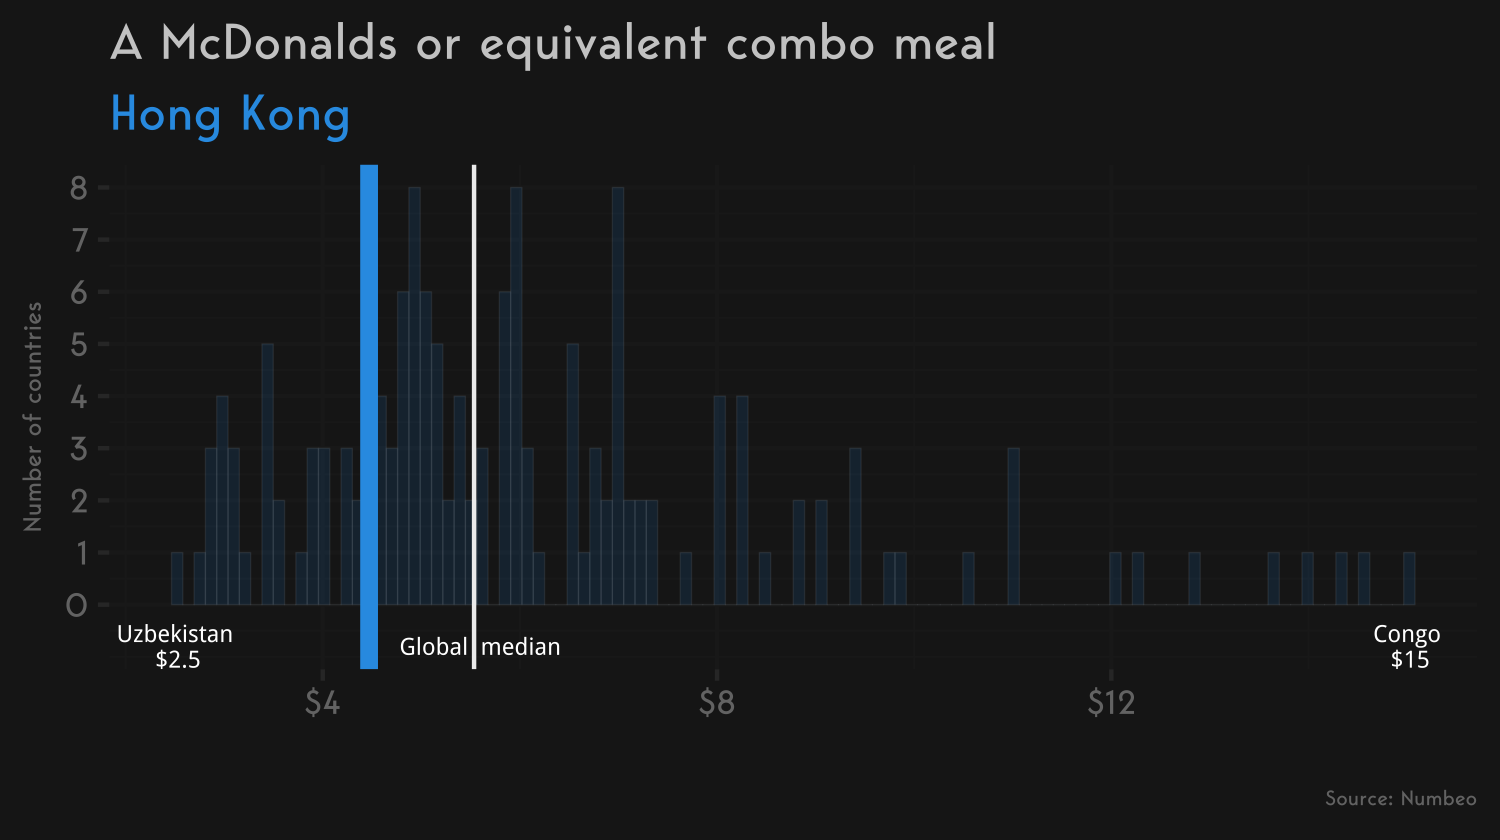 A McDonalds or equivalent combo meal
Hong Kong
Number of countries
8
7
6
5
4
3
2
1
0
Uzbekistan
$2.5
Global median
Congo
$15
$4 $8 $12
Source: Numbeo